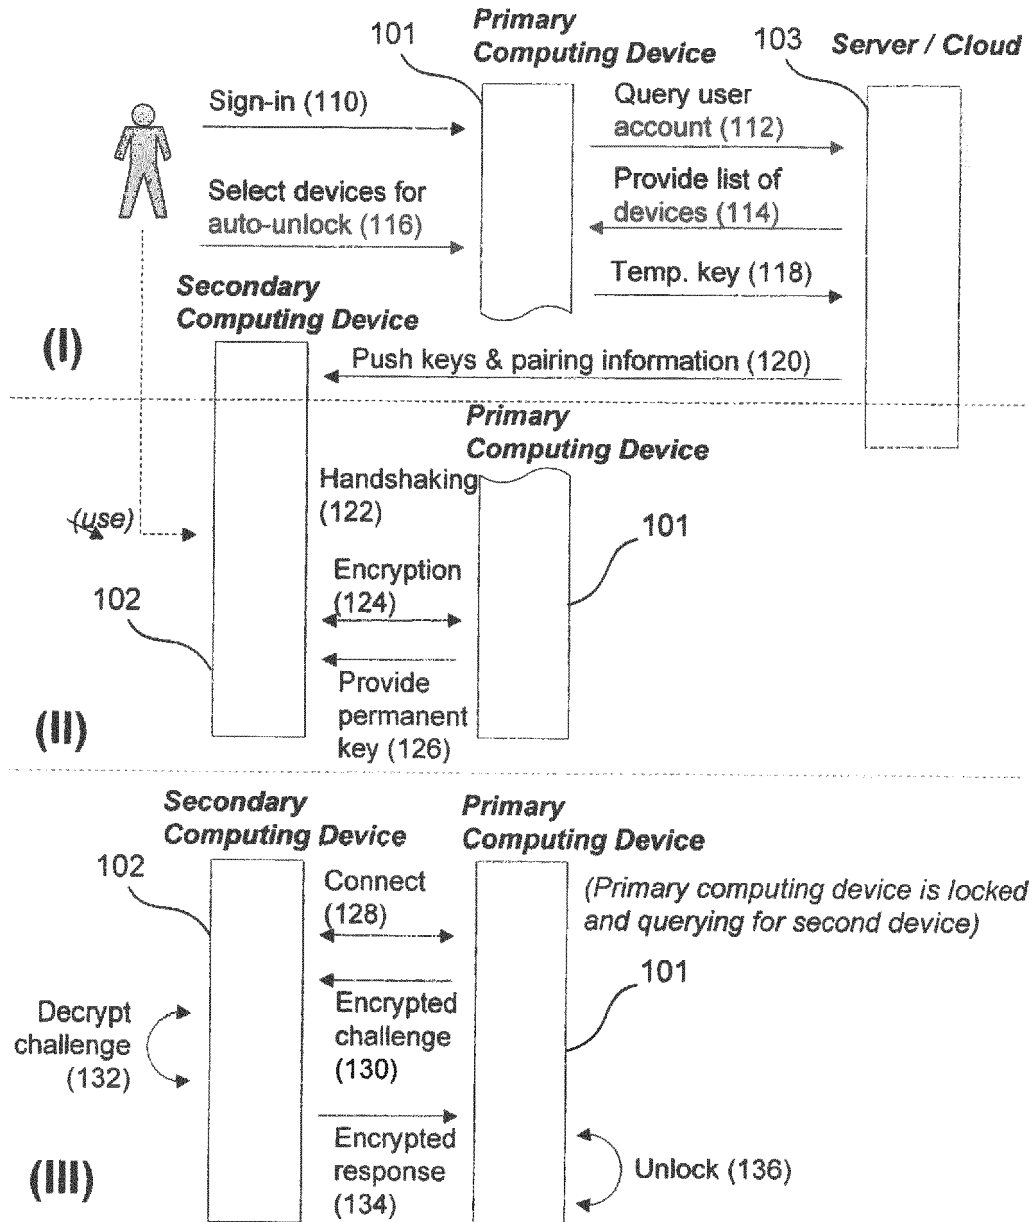 101
Primary
Computing Device
103
Server / Cloud
Sign-in (110)
Query user
account (112)
Select devices for
auto-unlock (116)
Provide list of
devices (114)
Temp. key (118)
Secondary
Computing Device
(I)
Push keys & pairing information (120)
Primary
Computing Device
Handshaking
(122)
(use)
101
Encryption
(124)
102
Provide
permanent
key (126)
(II)
Secondary
Computing Device
Primary
Computing Device
102
Connect
(128)
(Primary computing device is locked
and querying for second device)
101
Decrypt
challenge
(132)
Encrypted
challenge
(130)
Encrypted
response
(134)
Unlock (136)
(III)